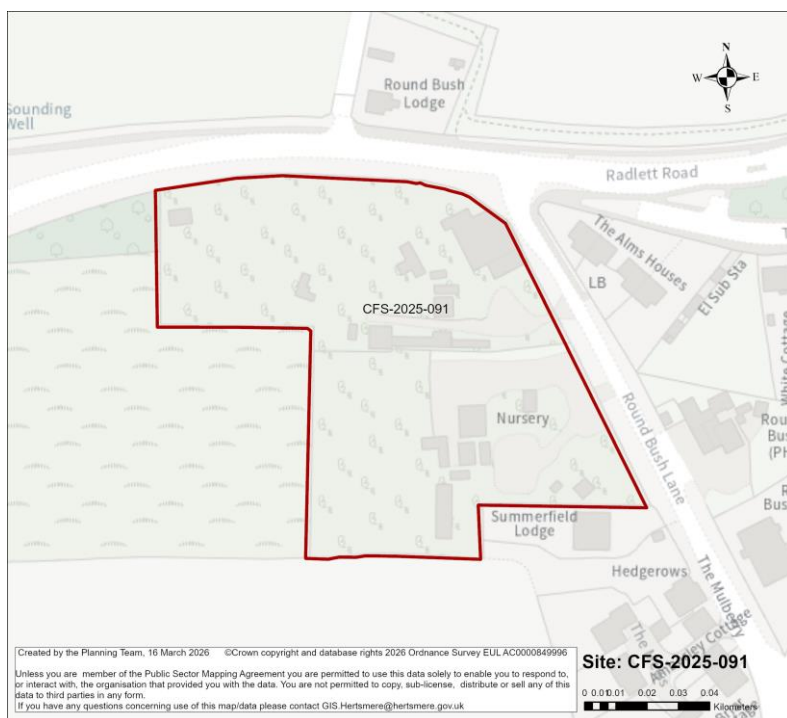 N
W E
S
Round Bush
Lodge
Sounding
Well
Radlett Road
The Alms Houses
LB
El Sub Sta
White Cottage
CFS-2025-091
Nursery
Round Bush Lane
(PH
Summerfield
Lodge
Hedgerows
Created by the Planning Team, 16 March 2026 ©Crown copyright and database rights 2026 Ordnance Survey EUL AC0000849996
Unless you are member of the Public Sector Mapping Agreement you are permitted to use this data solely to enable you to respond to,
or interact with, the organisation that provided you with the data. You are not permitted to copy, sub-license, distribute or sell any of this
data to third parties in any form.
If you have any questions concerning use of this map/data please contact GIS.Hertsmere@hertsmere.gov.uk
Site: CFS-2025-091
0 0.01 0.02 0.03 0.04
Kilometers